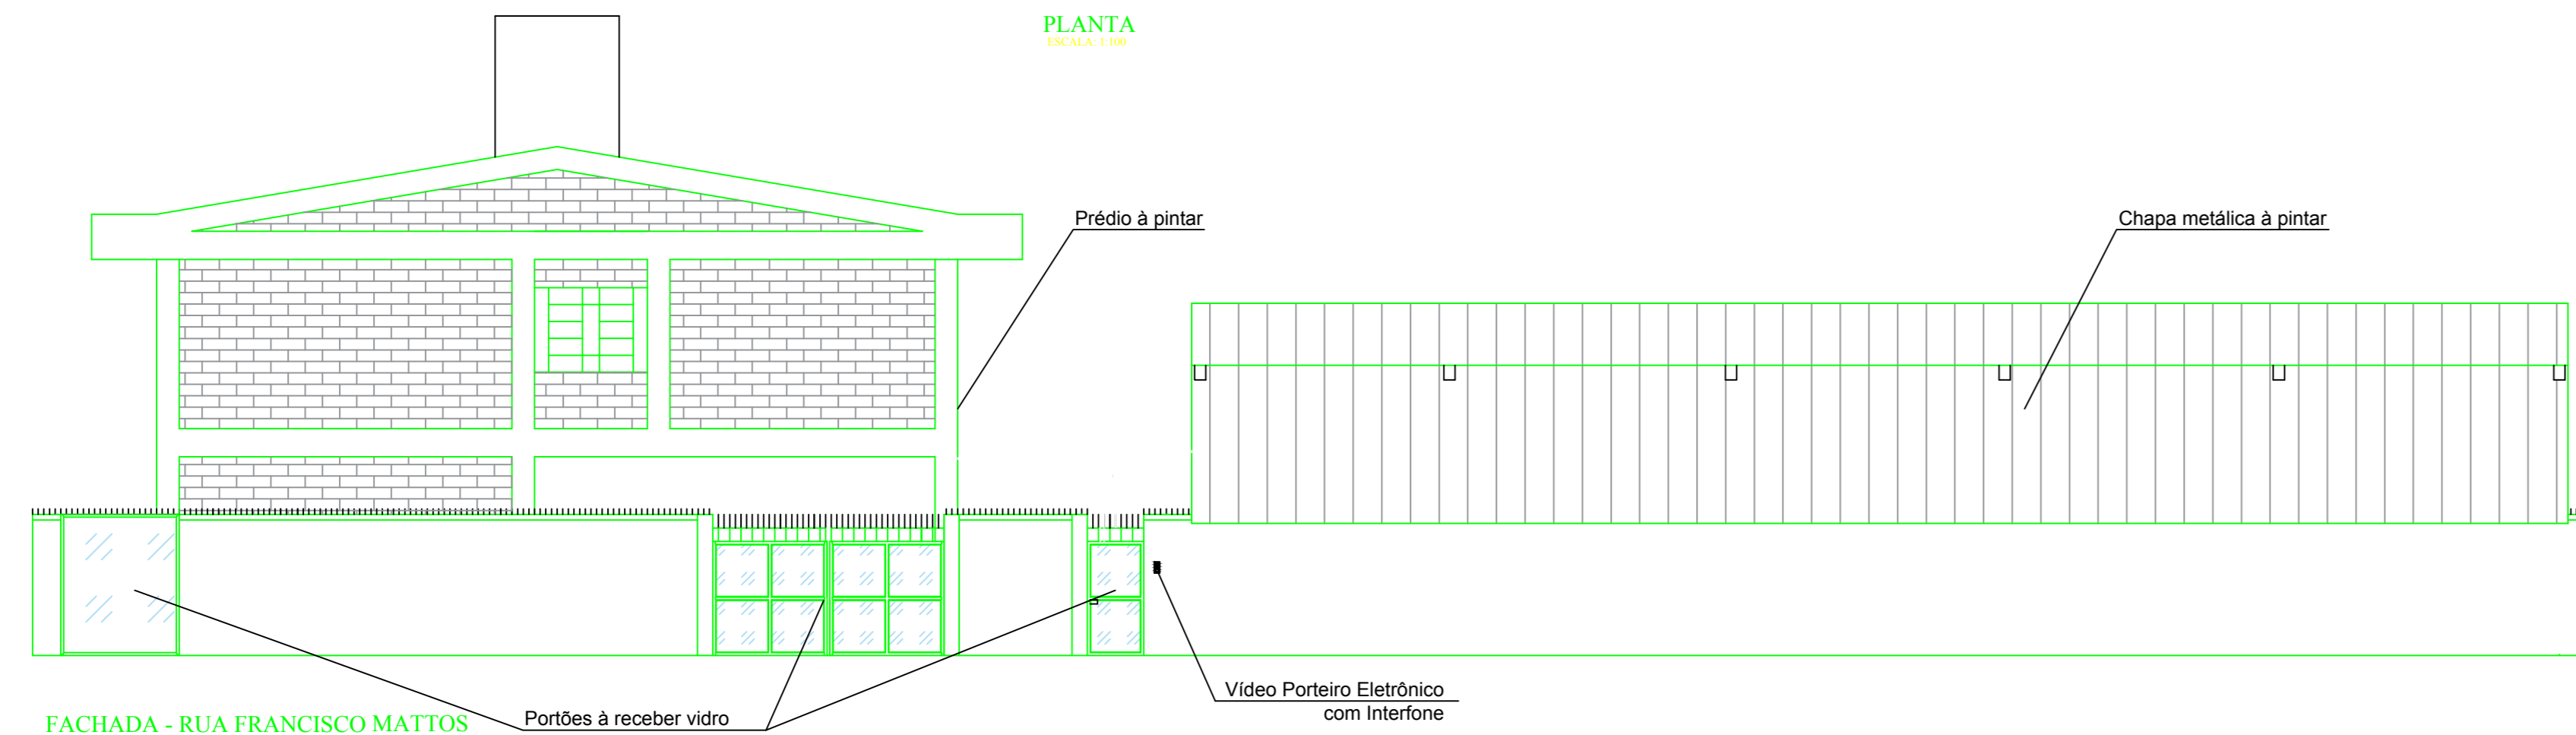 PLANTA
ESCALA: 1:100
Prédio à pintar
Chapa metálica à pintar
Vídeo Porteiro Eletrônico
com Interfone
Portões à receber vidro
FACHADA - RUA FRANCISCO MATTOS